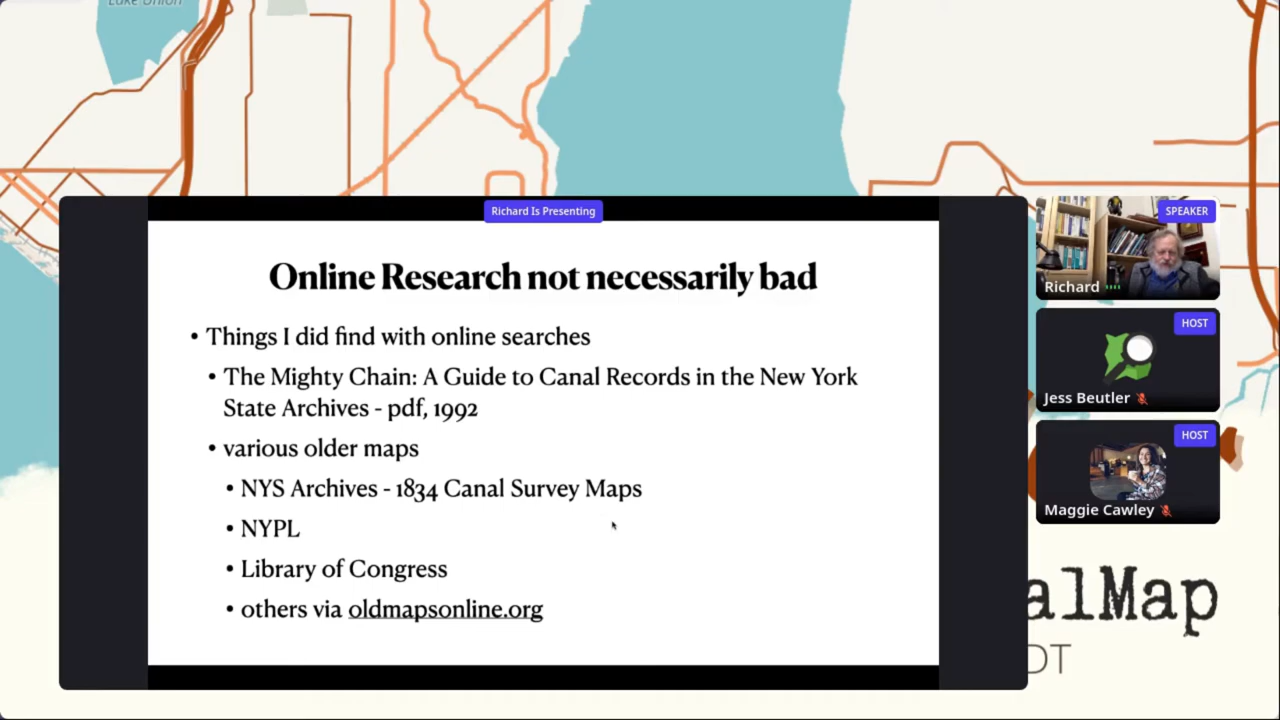 Lake Union
Richard Is Presenting
Online Research not necessarily bad
• Things I did find with online searches
• The Mighty Chain: A Guide to Canal Records in the New York
State Archives - pdf, 1992
• various older maps
• NYS Archives - 1834 Canal Survey Maps
• NYPL
• Library of Congress
• others via oldmapsonline.org
SPEAKER
Richard
HOST
Jess Beutler
HOST
Maggie Cawley
alMap
DT